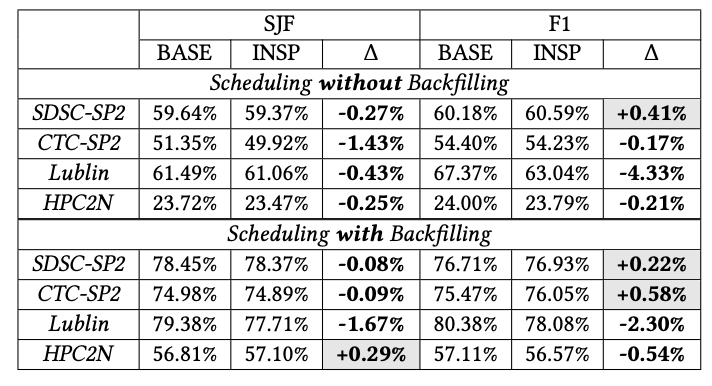 SJF F1
BASE INSP Δ BASE INSP Δ
Scheduling without Backfilling
SDSC-SP2 59.64% 59.37% -0.27% 60.18% 60.59% +0.41%
CTC-SP2 51.35% 49.92% -1.43% 54.40% 54.23% -0.17%
Lublin 61.49% 61.06% -0.43% 67.37% 63.04% -4.33%
HPC2N 23.72% 23.47% -0.25% 24.00% 23.79% -0.21%
Scheduling with Backfilling
SDSC-SP2 78.45% 78.37% -0.08% 76.71% 76.93% +0.22%
CTC-SP2 74.98% 74.89% -0.09% 75.47% 76.05% +0.58%
Lublin 79.38% 77.71% -1.67% 80.38% 78.08% -2.30%
HPC2N 56.81% 57.10% +0.29% 57.11% 56.57% -0.54%